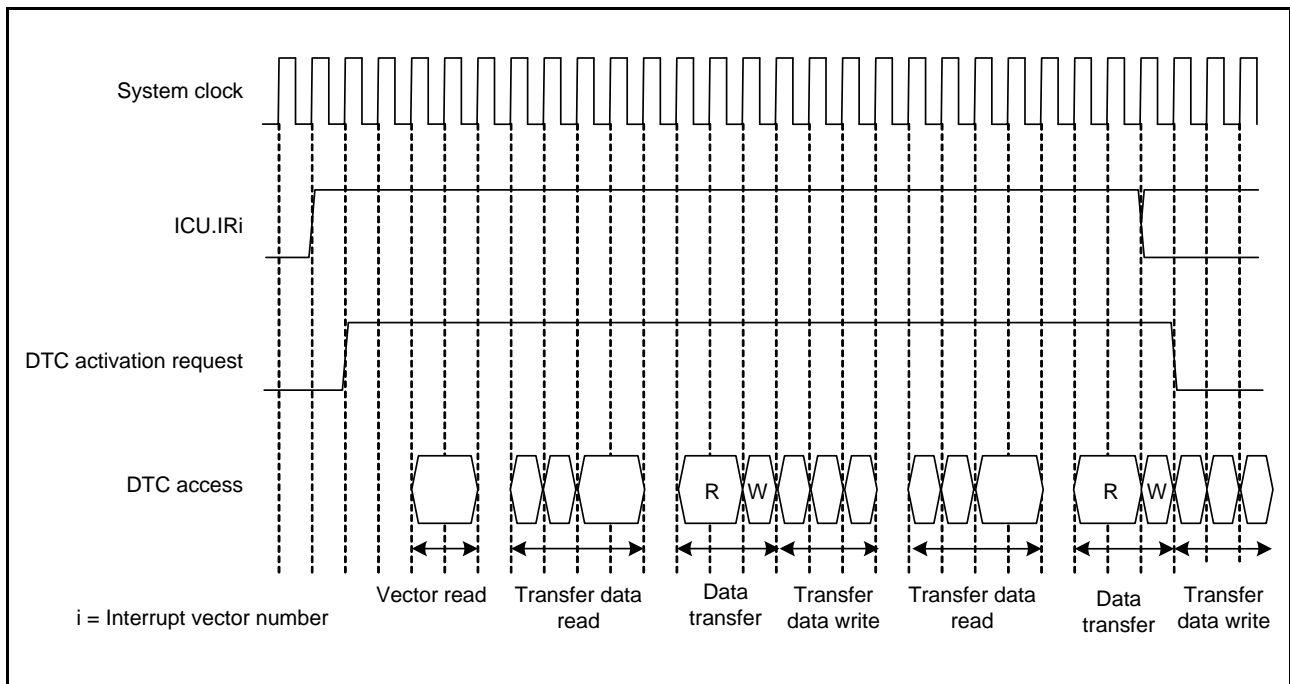 System clock
ICU.IRi
DTC activation request
DTC access
R
W
R
W
Vector read
Transfer data
read
Data
transfer
Transfer
data write
Transfer data
read
Data
transfer
Transfer
data write
i = Interrupt vector number